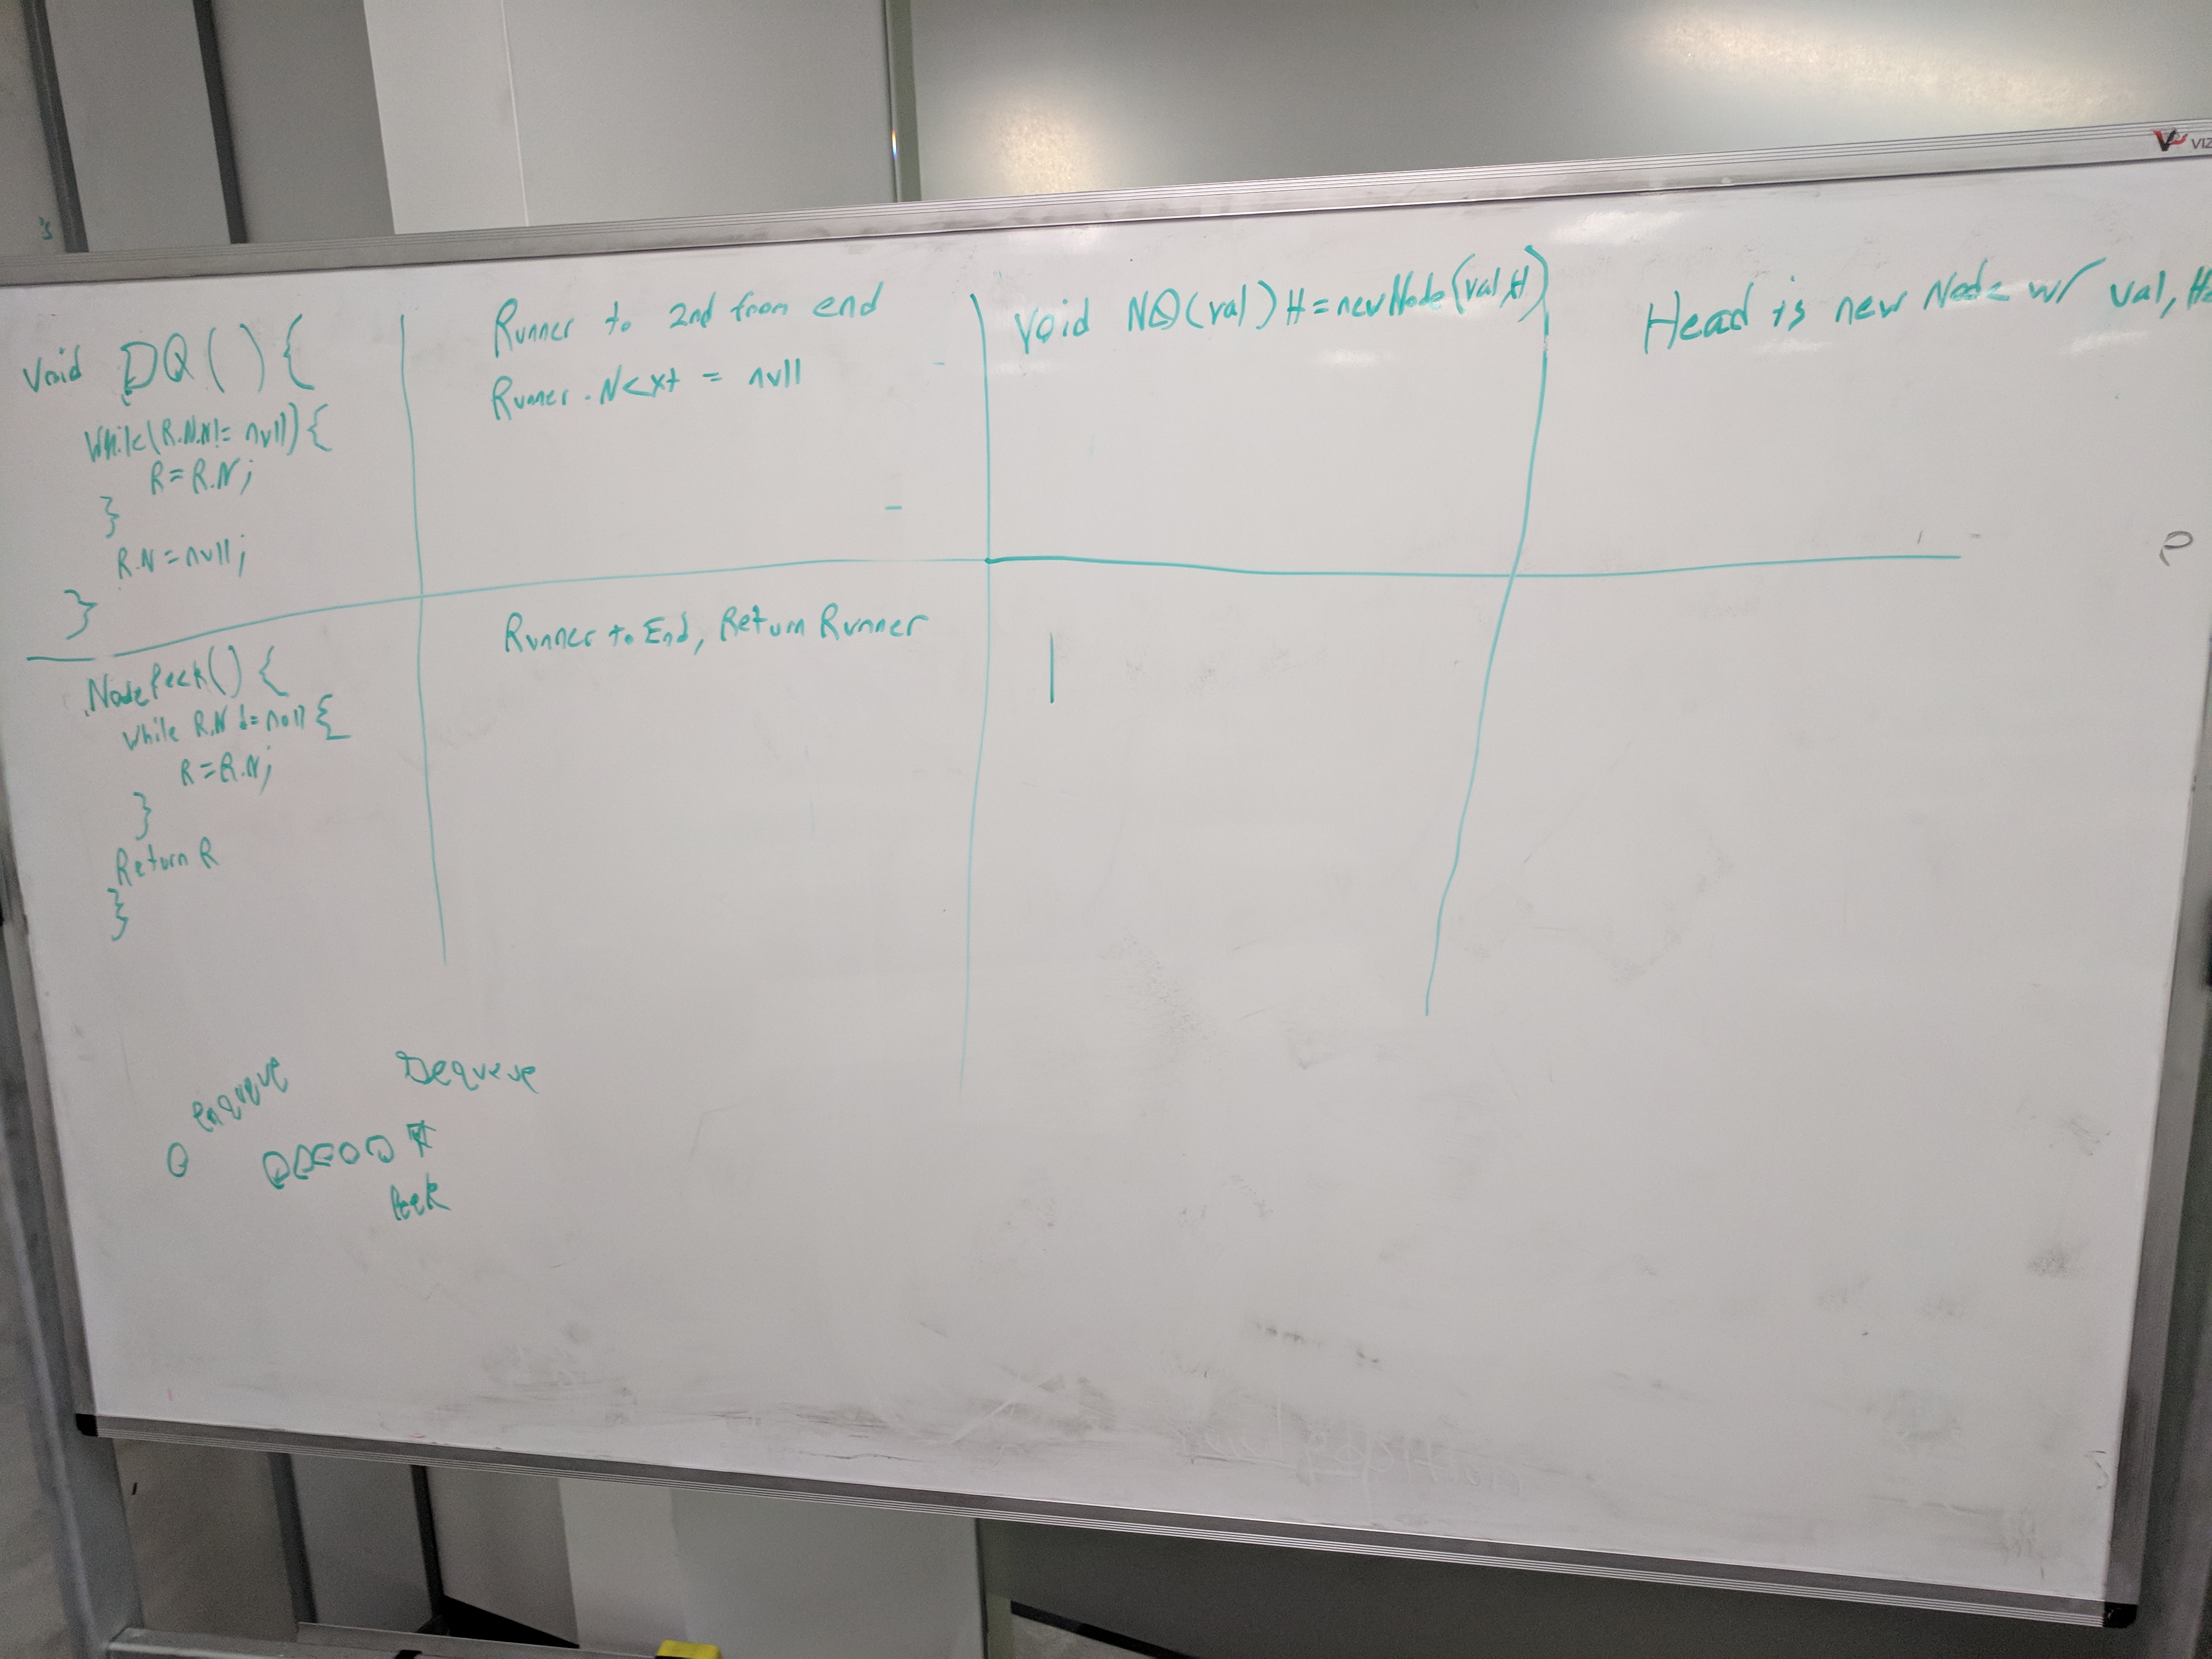 Void DQ(){
While(R.N.N!= null){
R=R.N;
}
R.N=null;
}
Runner to 2nd from end
Runner.Next = null
Void NQ(val) H=newNode(val,H)
Head is new Node w/ val, He
Node Peek(){
While R.N != null {
R=R.N;
}
Return R
}
Runner to End, Return Runner
enqueue
Dequeue
Peek
P
VIZ